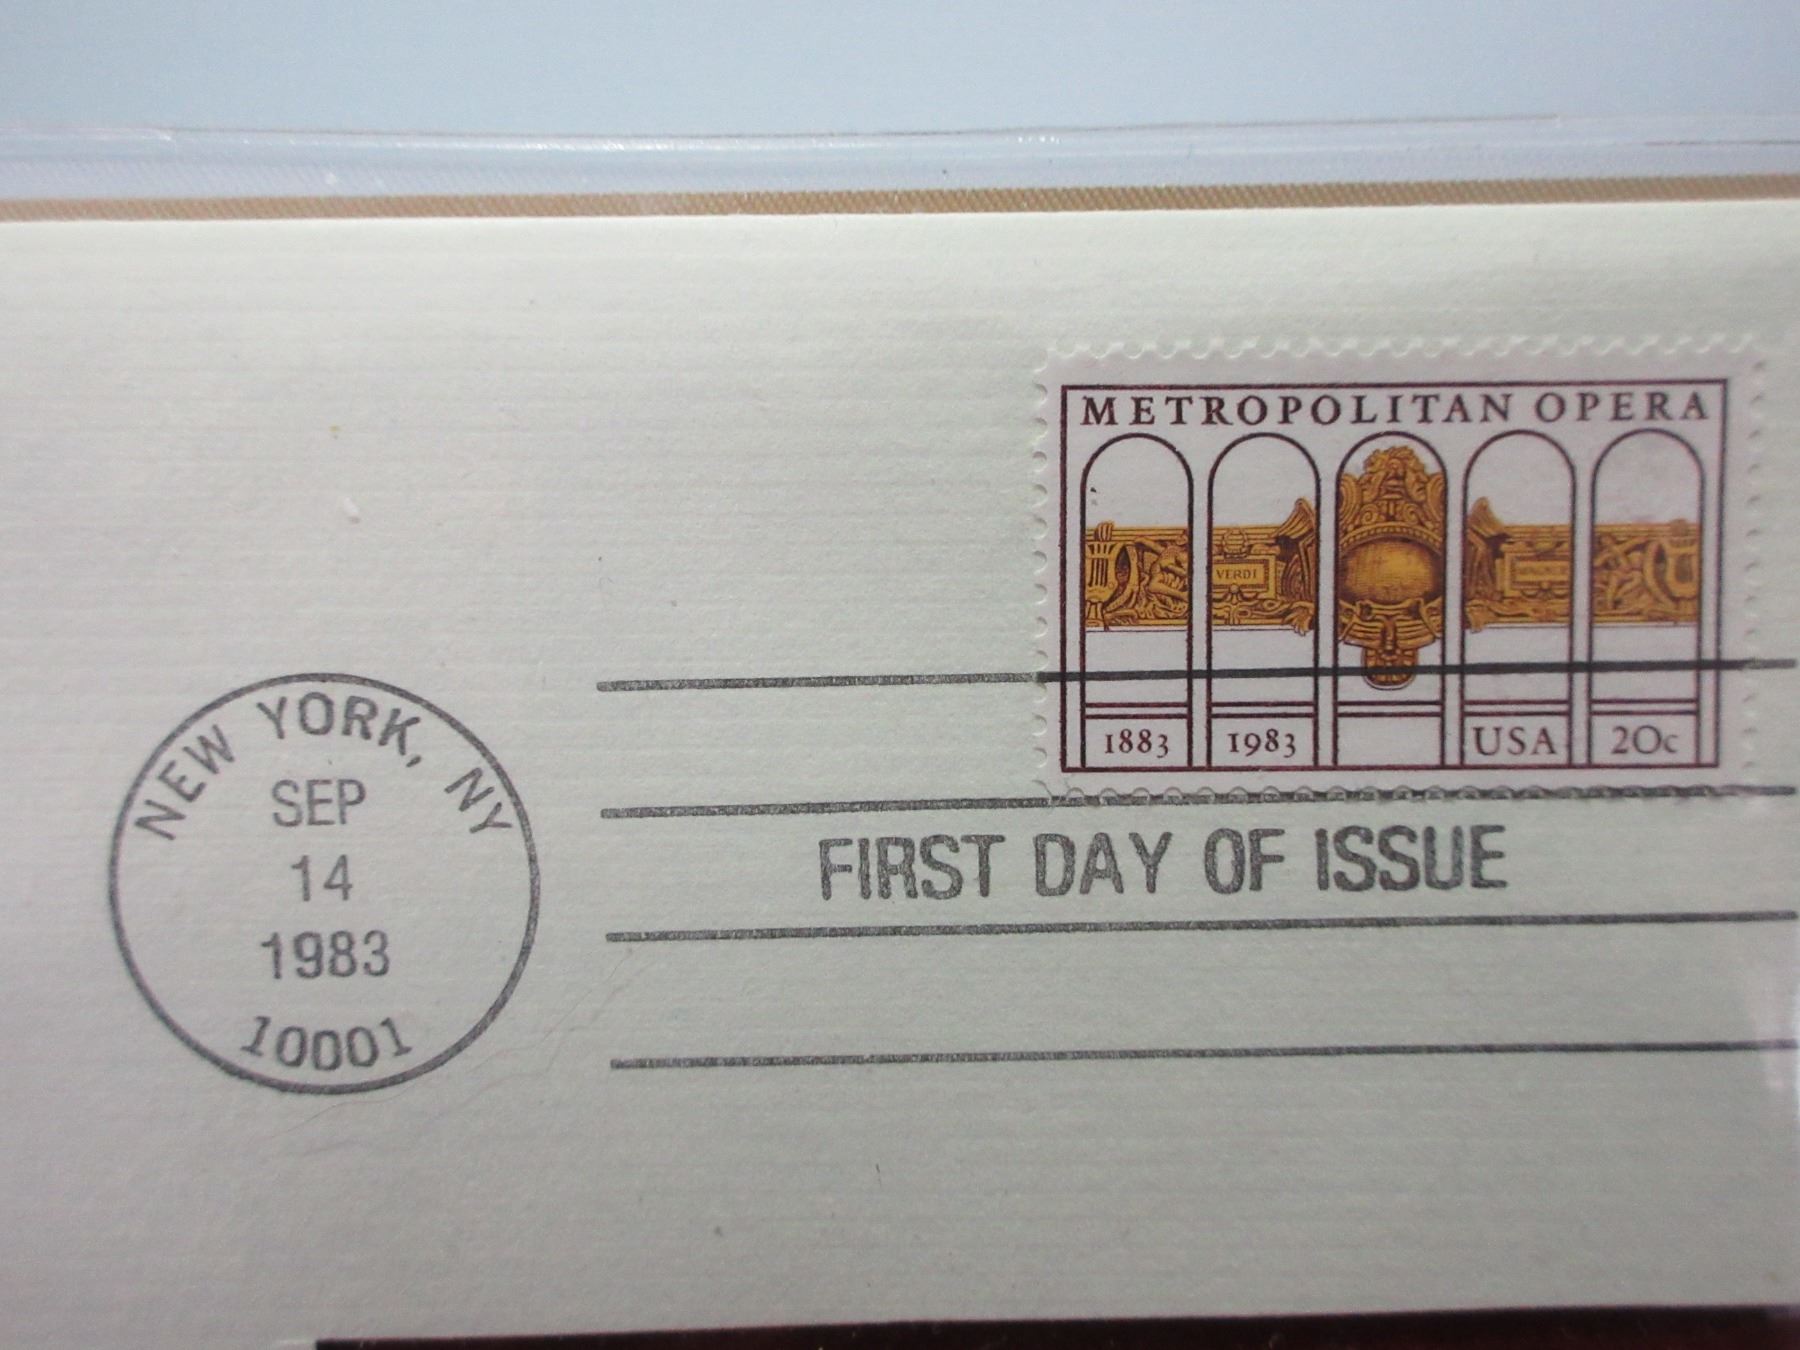 METROPOLITAN OPERA
VERDI
1883 1983 USA 20c
NEW YORK, NY
SEP
14
1983
10001
FIRST DAY OF ISSUE